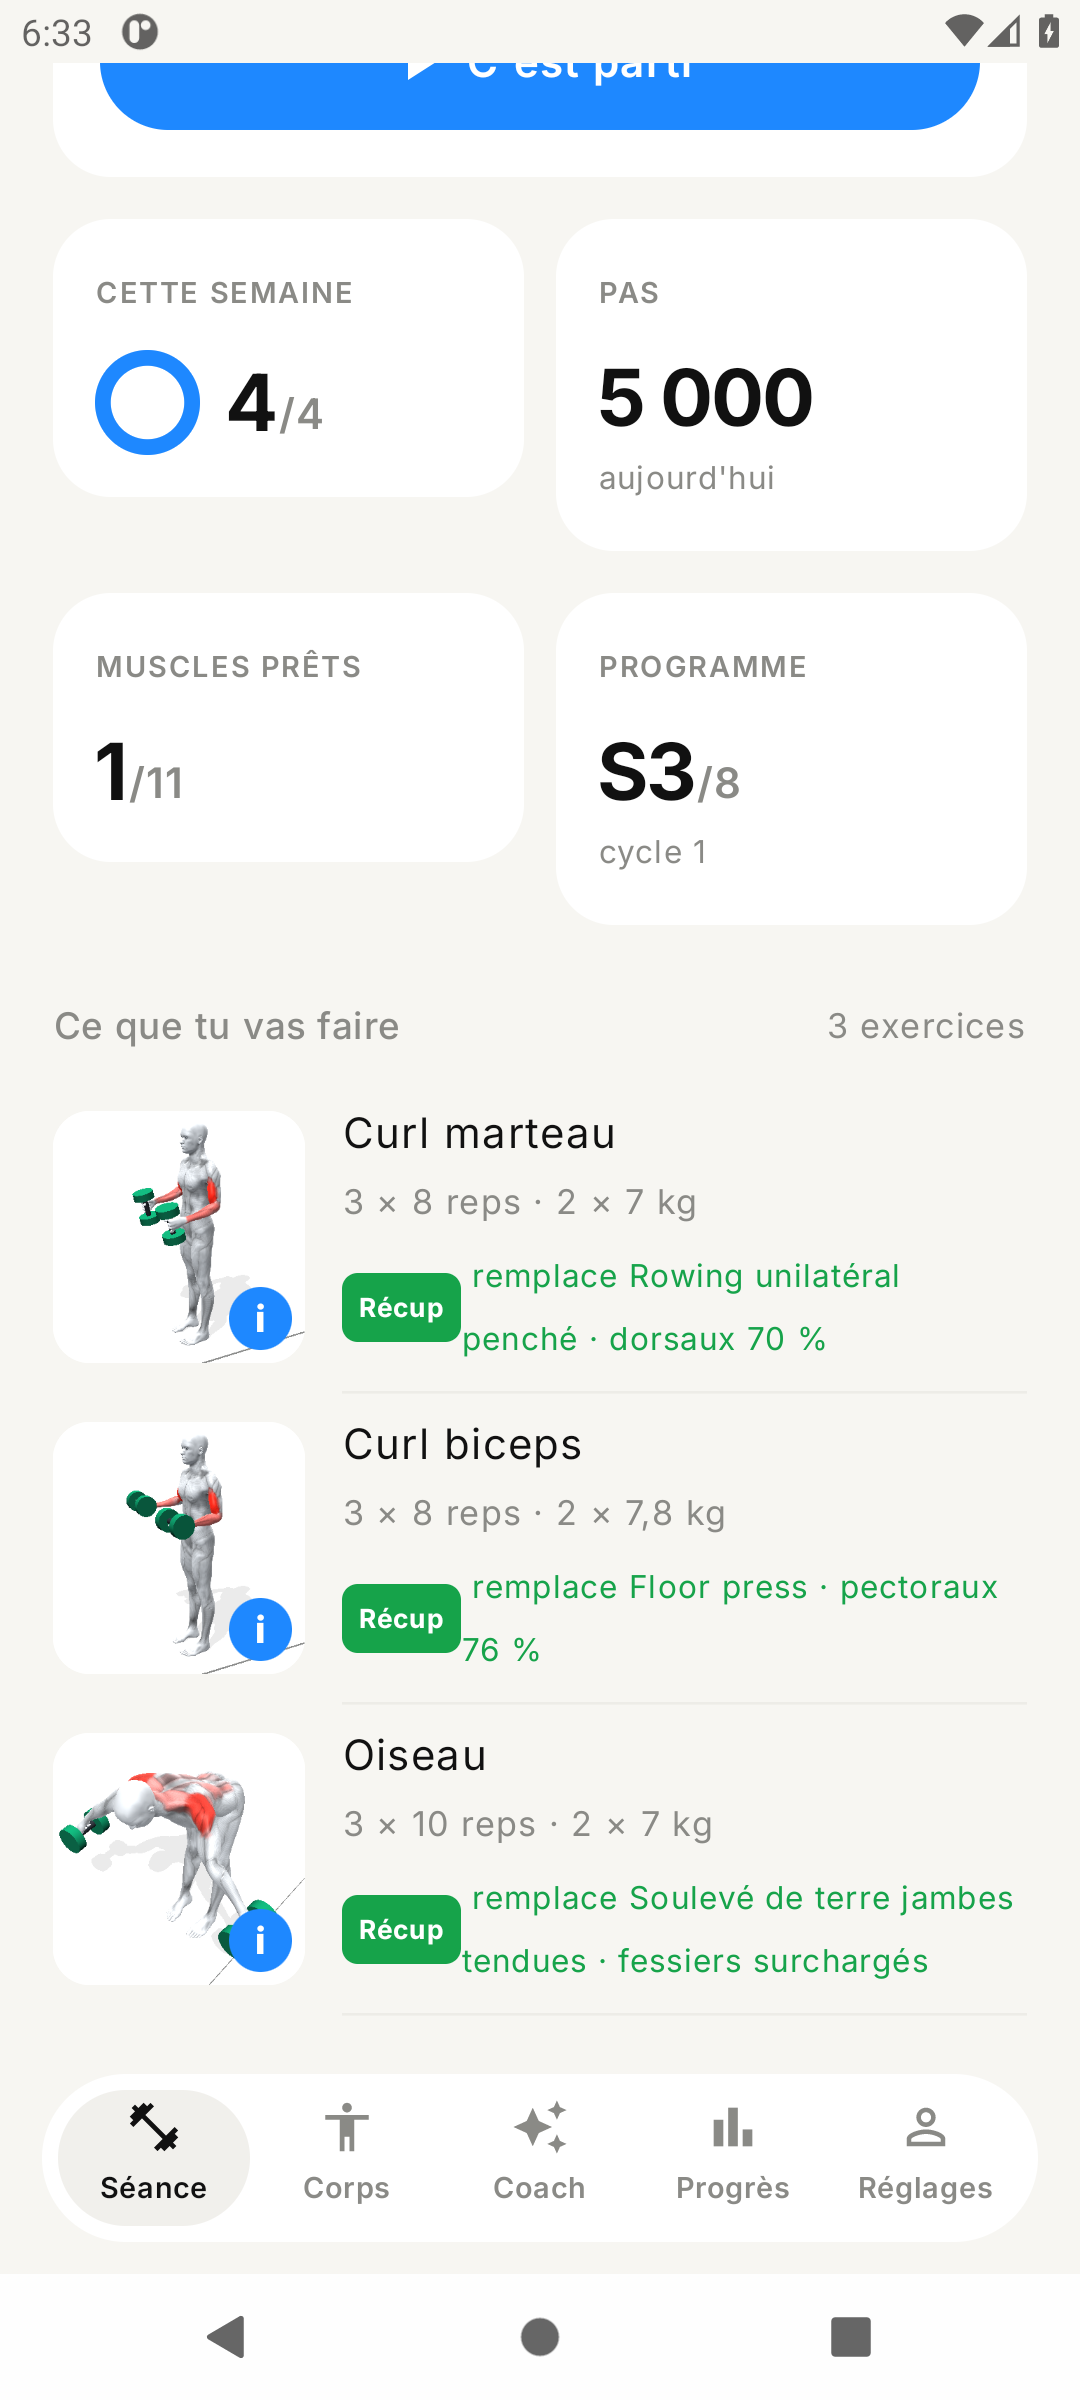 6:33
C'est parti
CETTE SEMAINE
4/4
PAS
5 000
aujourd'hui
MUSCLES PRÊTS
1/11
PROGRAMME
S3/8
cycle 1
Ce que tu vas faire
3 exercices
Curl marteau
3 × 8 reps · 2 × 7 kg
Récup remplace Rowing unilatéral
penché · dorsaux 70 %
i
Curl biceps
3 × 8 reps · 2 × 7,8 kg
Récup remplace Floor press · pectoraux
76 %
i
Oiseau
3 × 10 reps · 2 × 7 kg
Récup remplace Soulevé de terre jambes
tendues · fessiers surchargés
i
Séance
Corps
Coach
Progrès
Réglages